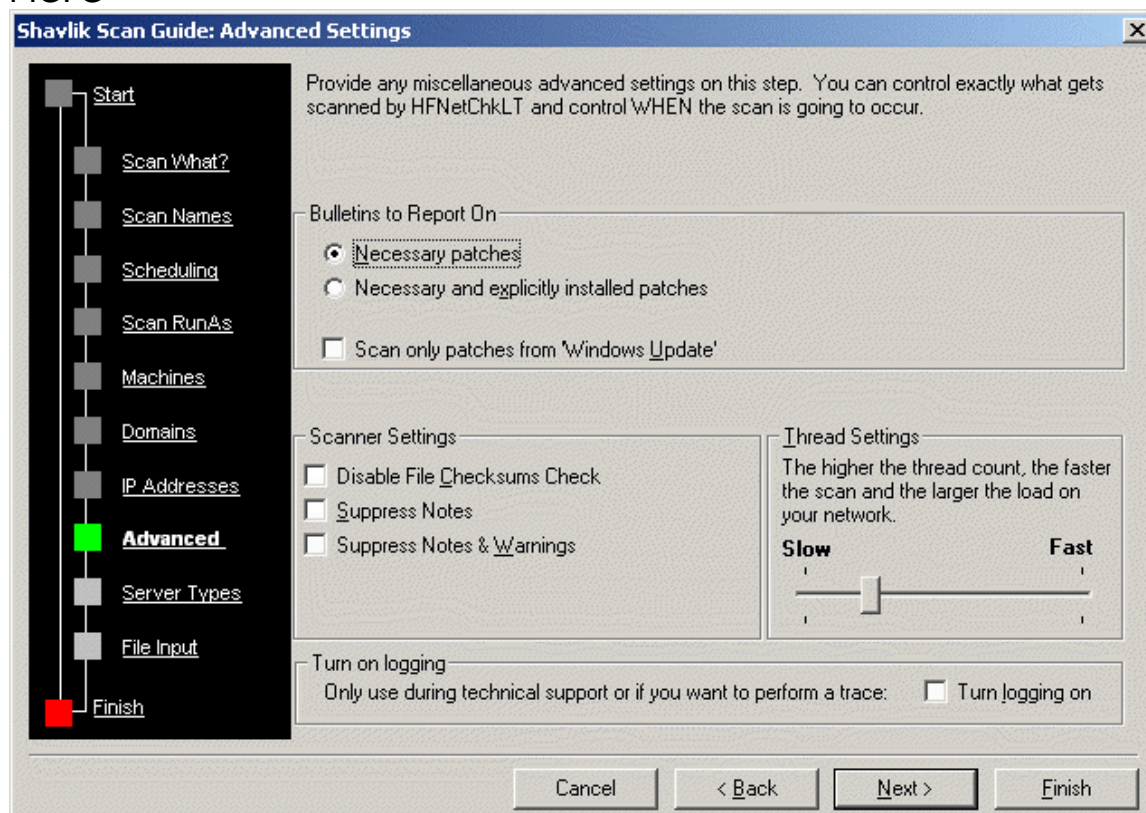 Shavlik Scan Guide: Advanced Settings
Start
Scan What?
Scan Names
Scheduling
Scan RunAs
Machines
Domains
IP Addresses
Advanced
Server Types
File Input
Finish
Provide any miscellaneous advanced settings on this step. You can control exactly what gets
scanned by HFNetChkLT and control WHEN the scan is going to occur.
Bulletins to Report On
Necessary patches
Necessary and explicitly installed patches
Scan only patches from 'Windows Update'
Scanner Settings
Disable File Checksums Check
Suppress Notes
Suppress Notes & Warnings
Thread Settings
The higher the thread count, the faster
the scan and the larger the load on
your network.
Slow Fast
Turn on logging
Only use during technical support or if you want to perform a trace: Turn logging on
Cancel < Back Next > Finish